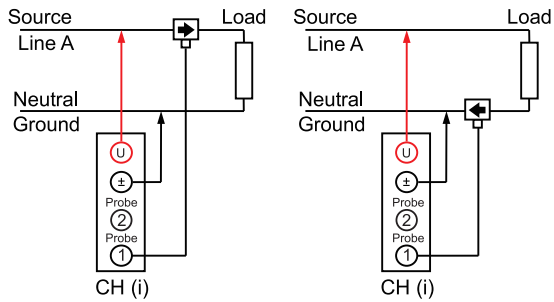 Source
Load
Line A
Neutral
Ground
U
±
Probe
2
Probe
1
CH (i)
Source
Load
Line A
Neutral
Ground
U
±
Probe
2
Probe
1
CH (i)